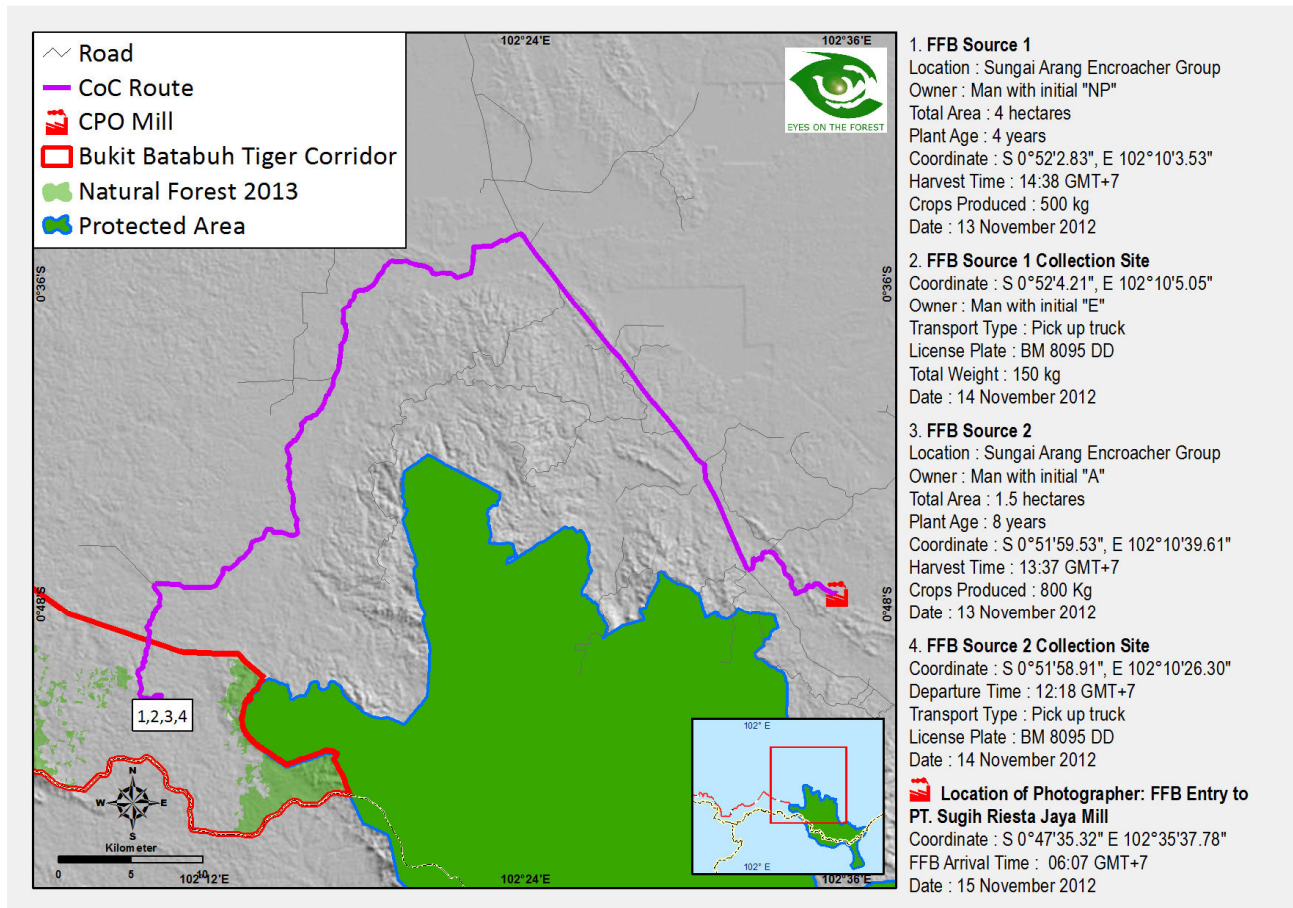 Road
CoC Route
CPO Mill
Bukit Batabuh Tiger Corridor
Natural Forest 2013
Protected Area
102°24'E
102°36'E
EYES ON THE FOREST
0°36'S
0°36'S
0°48'S
0°48'S
1,2,3,4
N
W
E
S
Kilometer
0
5
10
102°12'E
102°24'E
102°36'E
102° E
102° E
1. FFB Source 1
Location : Sungai Arang Encroacher Group
Owner : Man with initial "NP"
Total Area : 4 hectares
Plant Age : 4 years
Coordinate : S 0°52'2.83", E 102°10'3.53"
Harvest Time : 14:38 GMT+7
Crops Produced : 500 kg
Date : 13 November 2012
2. FFB Source 1 Collection Site
Coordinate : S 0°52'4.21", E 102°10'5.05"
Owner : Man with initial "E"
Transport Type : Pick up truck
License Plate : BM 8095 DD
Total Weight : 150 kg
Date : 14 November 2012
3. FFB Source 2
Location : Sungai Arang Encroacher Group
Owner : Man with initial "A"
Total Area : 1.5 hectares
Plant Age : 8 years
Coordinate : S 0°51'59.53", E 102°10'39.61"
Harvest Time : 13:37 GMT+7
Crops Produced : 800 Kg
Date : 13 November 2012
4. FFB Source 2 Collection Site
Coordinate : S 0°51'58.91", E 102°10'26.30"
Departure Time : 12:18 GMT+7
Transport Type : Pick up truck
License Plate : BM 8095 DD
Date : 14 November 2012
Location of Photographer: FFB Entry to
PT. Sugih Riesta Jaya Mill
Coordinate : S 0°47'35.32" E 102°35'37.78"
FFB Arrival Time : 06:07 GMT+7
Date : 15 November 2012